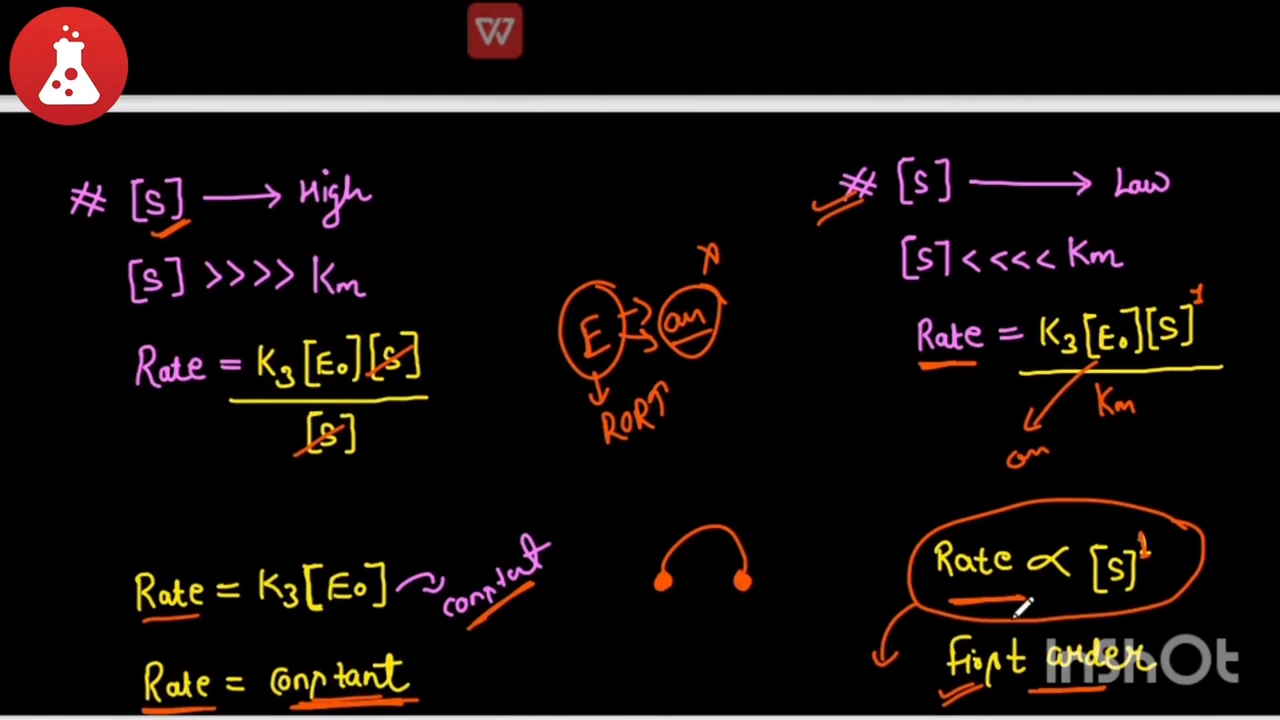 # [S] → High
[S] >>>> Km
Rate = K3[E0][S]
[S]
Rate = K3[E0] constant
Rate = constant
E
ROR↑
# [S] → Low
[S] <<<< Km
Rate = K3[E0][S]1
Km
Rate ∝ [S]1
First order
InShOt